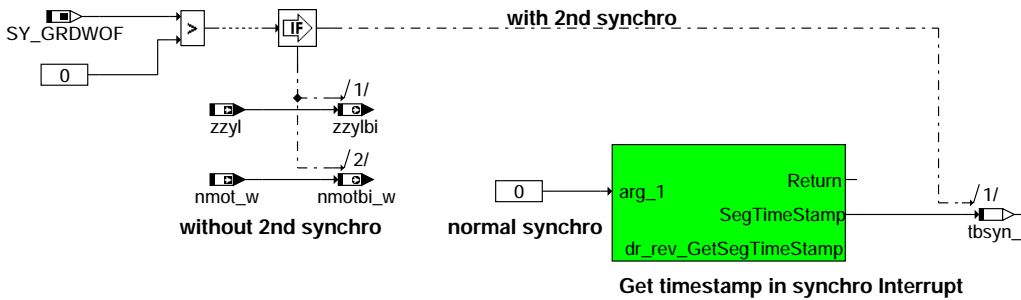 with 2nd synchro
SY_GRDWOF
>
IF
0
/1/
zzyl
zzylbi
/2/
nmot_w
nmotbi_w
without 2nd synchro
0
normal synchro
arg_1
Return
SegTimeStamp
dr_rev_GetSegTimeStamp
/1/
tbsyn_
Get timestamp in synchro Interrupt